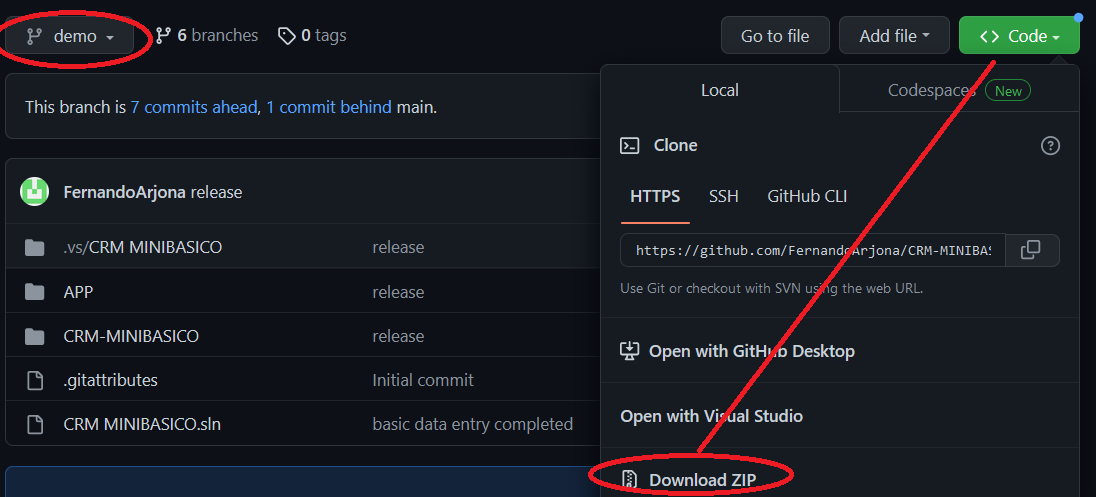 demo
6 branches
0 tags
Go to file
Add file
<> Code
This branch is 7 commits ahead, 1 commit behind main.
FernandoArjona release
.vs/CRM MINIBASICO release
APP release
CRM-MINIBASICO release
.gitattributes Initial commit
CRM MINIBASICO.sln basic data entry completed
Local
Codespaces New
Clone
HTTPS SSH GitHub CLI
https://github.com/FernandoArjona/CRM-MINIBAS
Use Git or checkout with SVN using the web URL.
Open with GitHub Desktop
Open with Visual Studio
Download ZIP